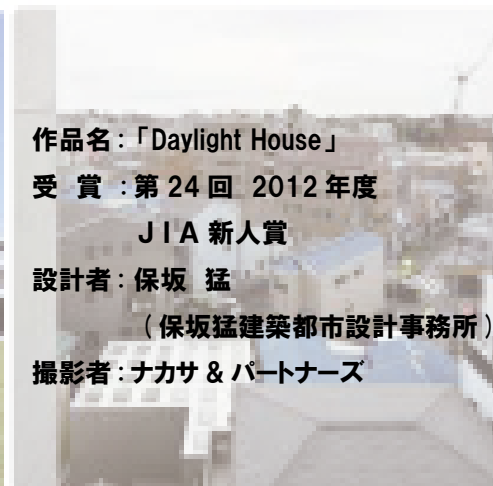 作品名：「Daylight House」
受　賞　：第 24 回　2012 年度
ＪＩＡ 新人賞
設計者：保坂　猛
（保坂猛建築都市設計事務所）
撮影者：ナカサ & パートナーズ